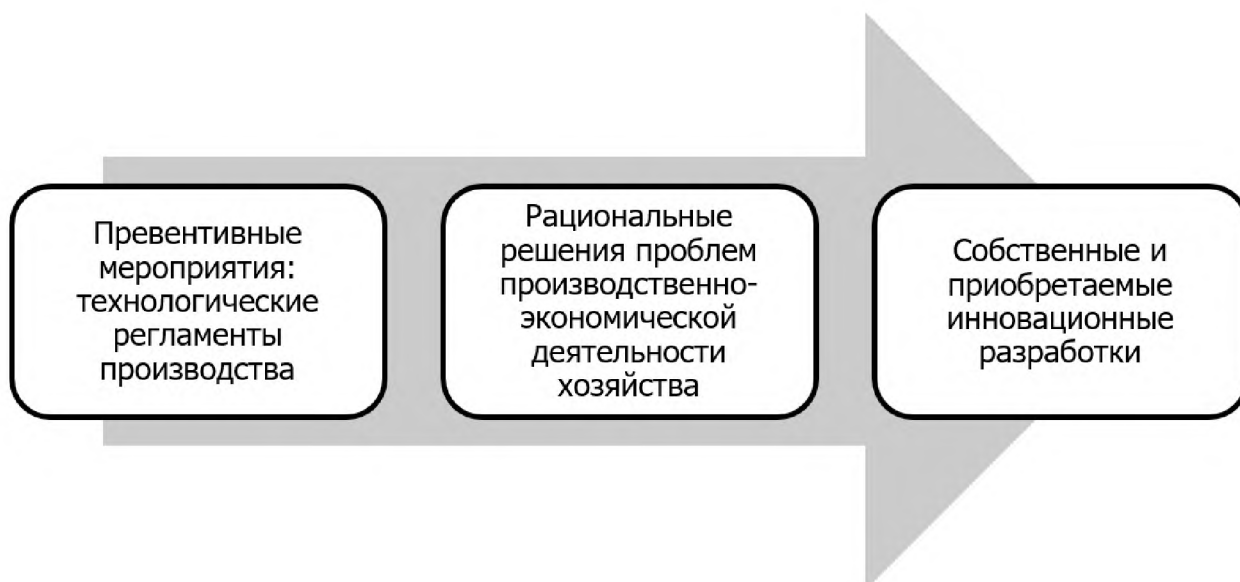 Превентивные
мероприятия:
технологические
регламенты
производства
Рациональные
решения проблем
производственно-
экономической
деятельности
хозяйства
Собственные и
приобретаемые
инновационные
разработки